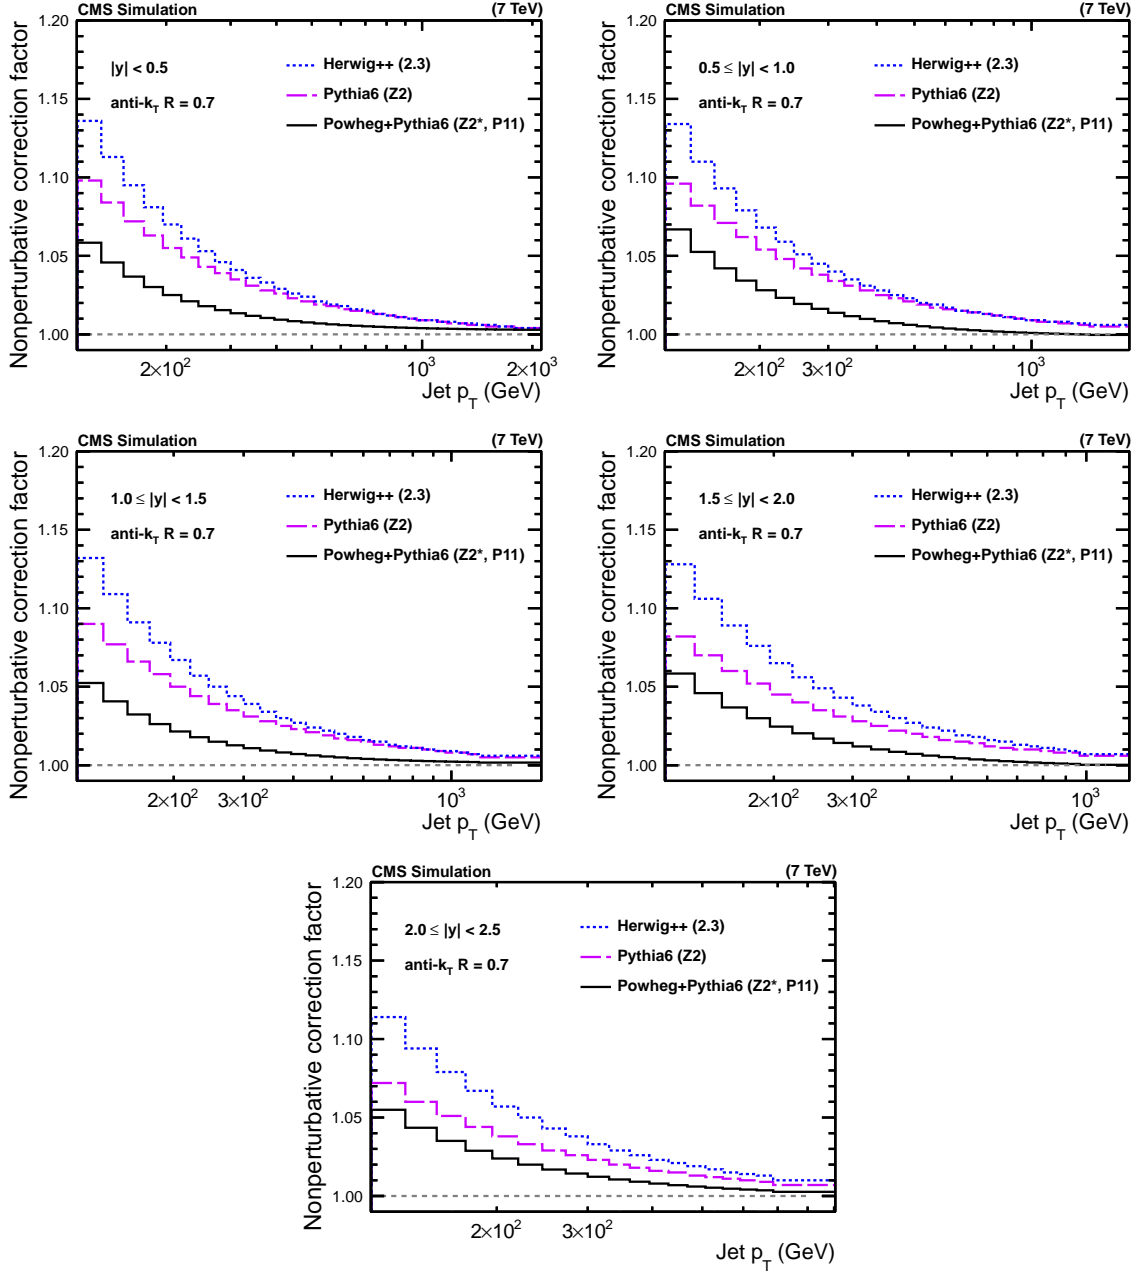 CMS Simulation (7 TeV)
Nonperturbative correction factor
1.20
1.15
1.10
1.05
1.00
|y| < 0.5
anti-k_T R = 0.7
Herwig++ (2.3)
Pythia6 (Z2)
Powheg+Pythia6 (Z2*, P11)
2×10² 10³ 2×10³
Jet p_T (GeV)
CMS Simulation (7 TeV)
Nonperturbative correction factor
1.20
1.15
1.10
1.05
1.00
0.5 ≤ |y| < 1.0
anti-k_T R = 0.7
Herwig++ (2.3)
Pythia6 (Z2)
Powheg+Pythia6 (Z2*, P11)
2×10² 3×10² 10³
Jet p_T (GeV)
CMS Simulation (7 TeV)
Nonperturbative correction factor
1.20
1.15
1.10
1.05
1.00
1.0 ≤ |y| < 1.5
anti-k_T R = 0.7
Herwig++ (2.3)
Pythia6 (Z2)
Powheg+Pythia6 (Z2*, P11)
2×10² 3×10² 10³
Jet p_T (GeV)
CMS Simulation (7 TeV)
Nonperturbative correction factor
1.20
1.15
1.10
1.05
1.00
1.5 ≤ |y| < 2.0
anti-k_T R = 0.7
Herwig++ (2.3)
Pythia6 (Z2)
Powheg+Pythia6 (Z2*, P11)
2×10² 3×10² 10³
Jet p_T (GeV)
CMS Simulation (7 TeV)
Nonperturbative correction factor
1.20
1.15
1.10
1.05
1.00
2.0 ≤ |y| < 2.5
anti-k_T R = 0.7
Herwig++ (2.3)
Pythia6 (Z2)
Powheg+Pythia6 (Z2*, P11)
2×10² 3×10²
Jet p_T (GeV)